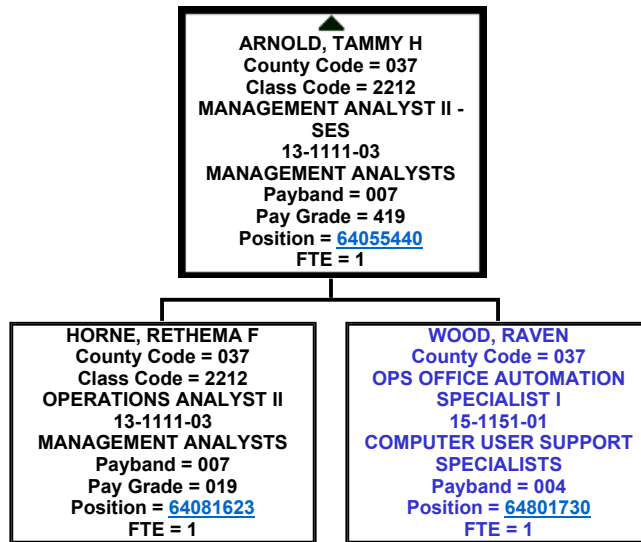 ARNOLD, TAMMY H
County Code = 037
Class Code = 2212
MANAGEMENT ANALYST II -
SES
13-1111-03
MANAGEMENT ANALYSTS
Payband = 007
Pay Grade = 419
Position = 64055440
FTE = 1
HORNE, RETHEMA F
County Code = 037
Class Code = 2212
OPERATIONS ANALYST II
13-1111-03
MANAGEMENT ANALYSTS
Payband = 007
Pay Grade = 019
Position = 64081623
FTE = 1
WOOD, RAVEN
County Code = 037
OPS OFFICE AUTOMATION
SPECIALIST I
15-1151-01
COMPUTER USER SUPPORT
SPECIALISTS
Payband = 004
Position = 64801730
FTE = 1